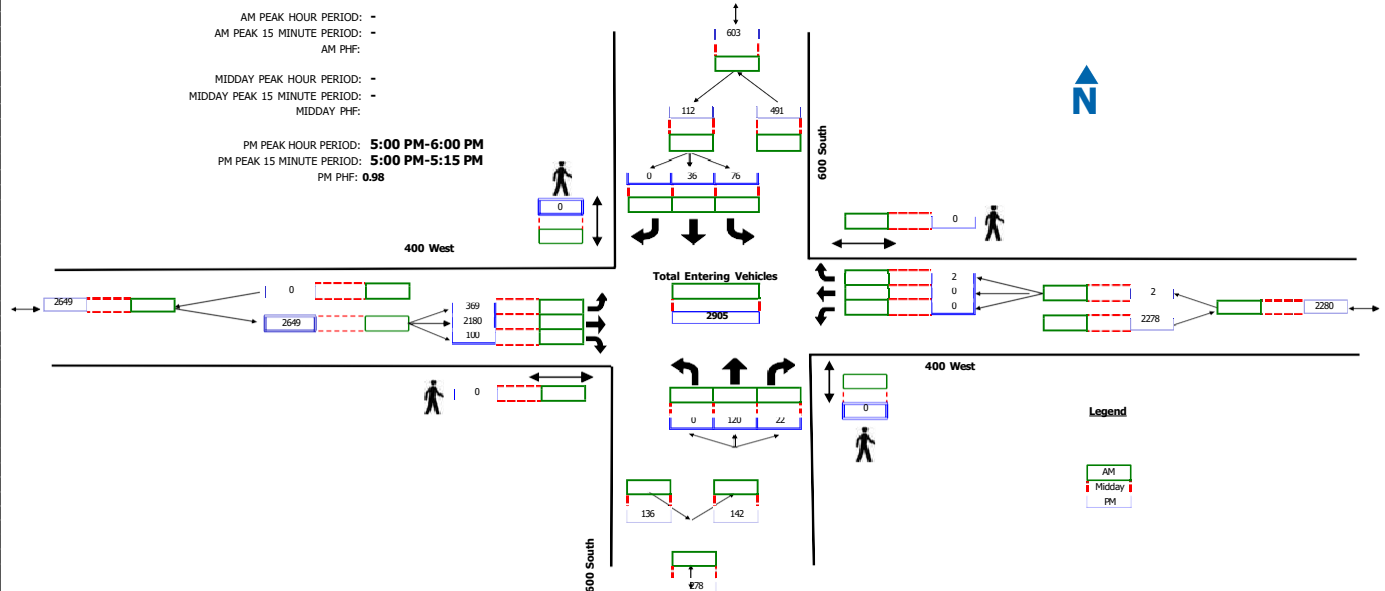 AM PEAK HOUR PERIOD: -
AM PEAK 15 MINUTE PERIOD: -
AM PHF:
MIDDAY PEAK HOUR PERIOD: -
MIDDAY PEAK 15 MINUTE PERIOD: -
MIDDAY PHF:
PM PEAK HOUR PERIOD: 5:00 PM-6:00 PM
PM PEAK 15 MINUTE PERIOD: 5:00 PM-5:15 PM
PM PHF: 0.98
603
112 491
0 36 76
600 South
N
0
0
400 West
Total Entering Vehicles
2905
2649
0
2649
369
2180
100
2
0
0
2
2278
2280
400 West
0
0
0 120 22
136 142
278
600 South
Legend
AM
Midday
PM